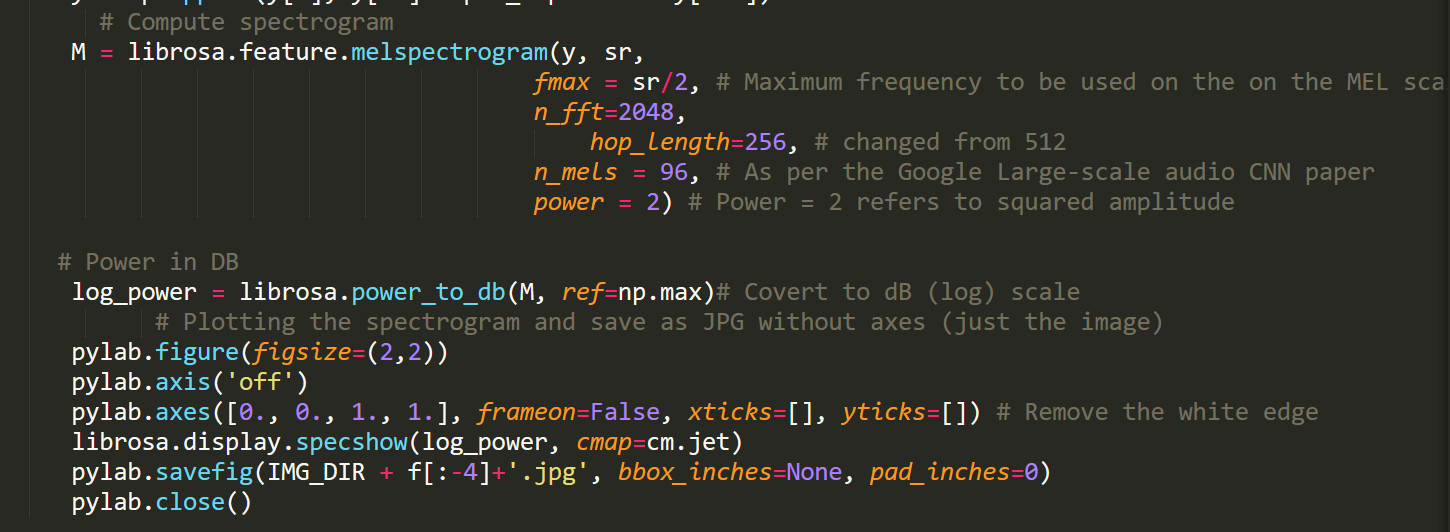 # Compute spectrogram
M = librosa.feature.melspectrogram(y, sr,
fmax = sr/2, # Maximum frequency to be used on the on the MEL sca
n_fft=2048,
hop_length=256, # changed from 512
n_mels = 96, # As per the Google Large-scale audio CNN paper
power = 2) # Power = 2 refers to squared amplitude
# Power in DB
log_power = librosa.power_to_db(M, ref=np.max)# Covert to dB (log) scale
# Plotting the spectrogram and save as JPG without axes (just the image)
pylab.figure(figsize=(2,2))
pylab.axis('off')
pylab.axes([0., 0., 1., 1.], frameon=False, xticks=[], yticks=[]) # Remove the white edge
librosa.display.specshow(log_power, cmap=cm.jet)
pylab.savefig(IMG_DIR + f[:-4]+'.jpg', bbox_inches=None, pad_inches=0)
pylab.close()